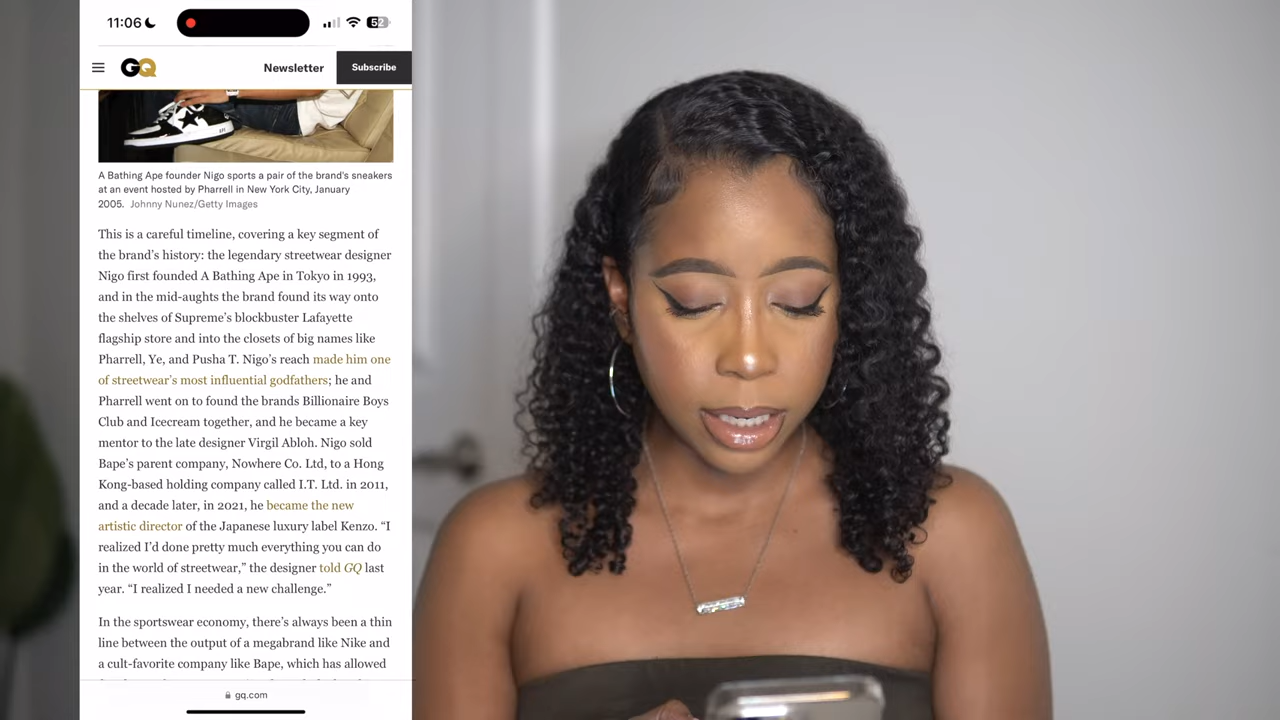 11:06
52
GQ
Newsletter
Subscribe
A Bathing Ape founder Nigo sports a pair of the brand's sneakers
at an event hosted by Pharrell in New York City, January
2005. Johnny Nunez/Getty Images
This is a careful timeline, covering a key segment of
the brand's history: the legendary streetwear designer
Nigo first founded A Bathing Ape in Tokyo in 1993,
and in the mid-aughts the brand found its way onto
the shelves of Supreme's blockbuster Lafayette
flagship store and into the closets of big names like
Pharrell, Ye, and Pusha T. Nigo's reach made him one
of streetwear's most influential godfathers; he and
Pharrell went on to found the brands Billionaire Boys
Club and Icecream together, and he became a key
mentor to the late designer Virgil Abloh. Nigo sold
Bape's parent company, Nowhere Co. Ltd, to a Hong
Kong-based holding company called I.T. Ltd. in 2011,
and a decade later, in 2021, he became the new
artistic director of the Japanese luxury label Kenzo. “I
realized I'd done pretty much everything you can do
in the world of streetwear,” the designer told GQ last
year. “I realized I needed a new challenge.”
In the sportswear economy, there's always been a thin
line between the output of a megabrand like Nike and
a cult-favorite company like Bape, which has allowed
gq.com